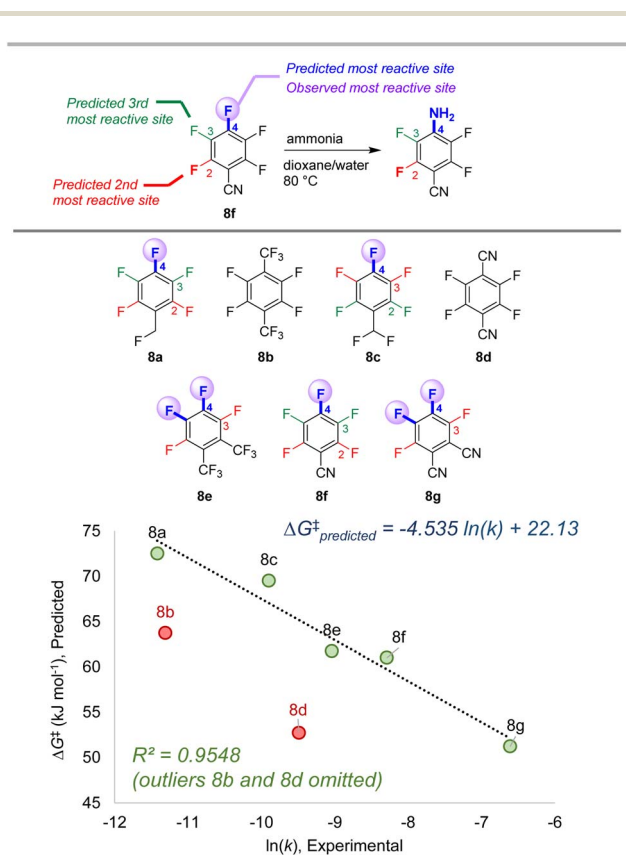 Predicted most reactive site
Observed most reactive site
Predicted 3rd
most reactive site
Predicted 2nd
most reactive site
F
F 3 4 F
F 2 F
CN
8f
ammonia
dioxane/water
80 °C
NH₂
F 3 4 F
F 2 F
CN
F
F 4 F
3
F 2 F
F
8a
CF₃
F F
F F
CF₃
8b
F
F 4 F
3
F 2 F
F F
8c
CN
F F
F F
CN
8d
F
F 4 F
3
F CF₃
CF₃
8e
F
F 4 F
3
F 2 F
CN
8f
F
F 4 F
3
F CN
CN
8g
ΔG‡predicted = -4.535 ln(k) + 22.13
75
70
65
60
55
50
45
ΔG‡ (kJ mol⁻¹), Predicted
8a
8c
8b
8e
8f
8d
8g
R² = 0.9548
(outliers 8b and 8d omitted)
-12 -11 -10 -9 -8 -7 -6
ln(k), Experimental